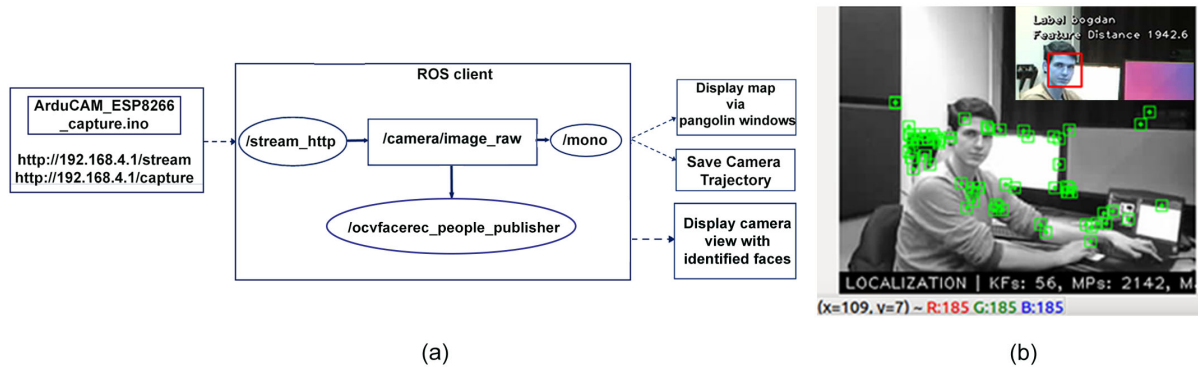 ROS client
ArduCAM_ESP8266
_capture.ino
http://192.168.4.1/stream
http://192.168.4.1/capture
/stream_http
/camera/image_raw
/mono
/ocvfacerec_people_publisher
Display map
via
pangolin windows
Save Camera
Trajectory
Display camera
view with
identified faces
(a)
Label bogdan
Feature Distance 1942.6
LOCALIZATION | KFs: 56, MPs: 2142, M
(x=109, y=7) ~ R:185 G:185 B:185
(b)